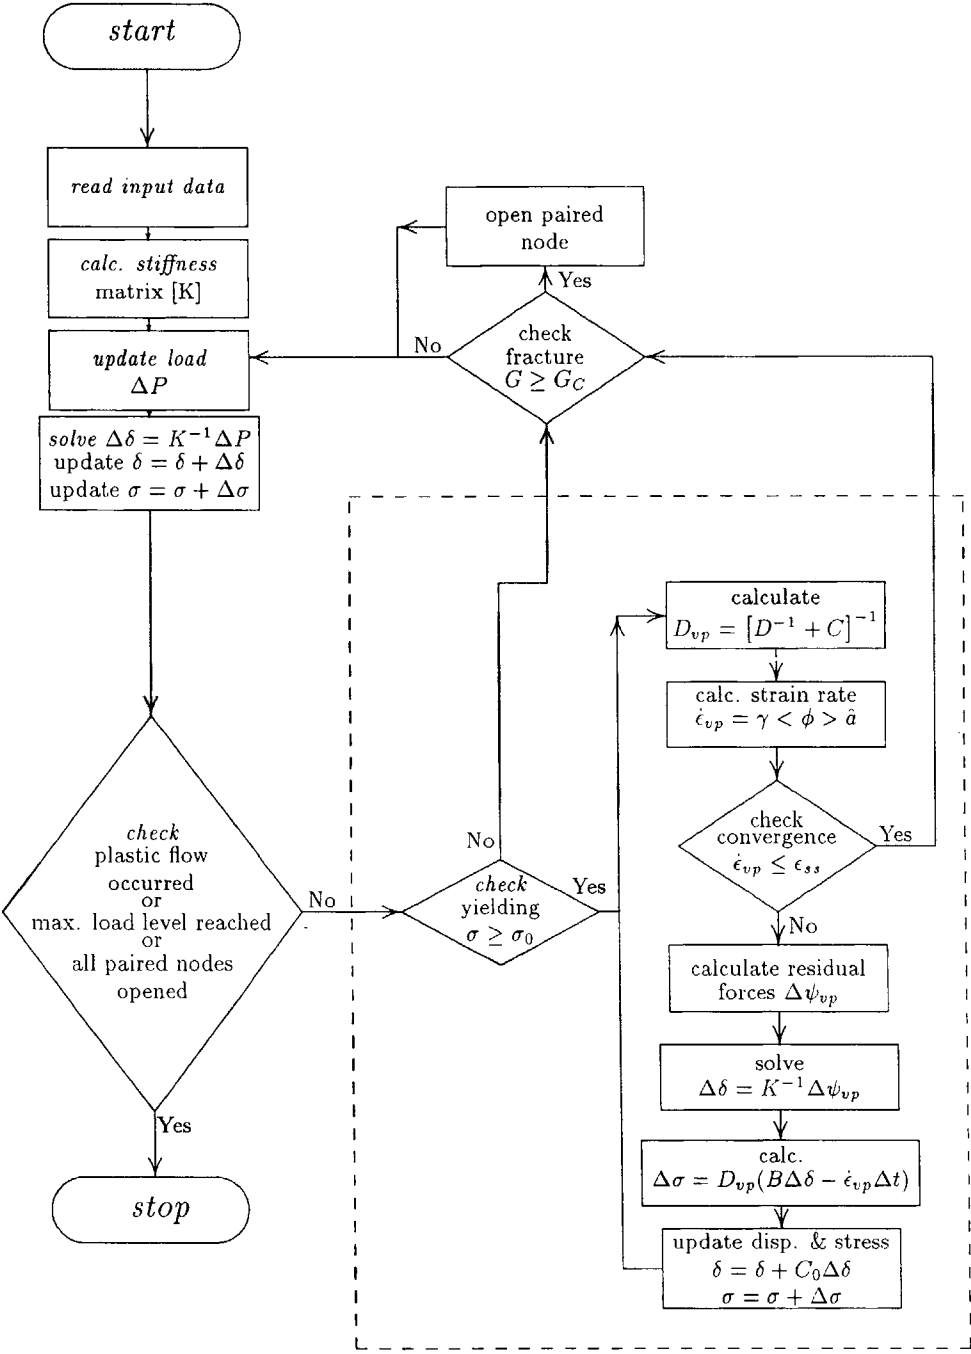 start
read input data
calc. stiffness
matrix [K]
update load
ΔP
solve Δδ = K⁻¹ΔP
update δ = δ + Δδ
update σ = σ + Δσ
check
plastic flow
occurred
or
max. load level reached
or
all paired nodes
opened
Yes
stop
No
open paired
node
Yes
check
fracture
G ≥ G_C
No
check
yielding
σ ≥ σ₀
No
Yes
calculate
D_vp = [D⁻¹ + C]⁻¹
calc. strain rate
ϵ̇_vp = γ < ϕ > â
check
convergence
ϵ̇_vp ≤ ϵ_ss
Yes
No
calculate residual
forces Δψ_vp
solve
Δδ = K⁻¹Δψ_vp
calc.
Δσ = D_vp(BΔδ − ϵ̇_vpΔt)
update disp. & stress
δ = δ + C₀Δδ
σ = σ + Δσ